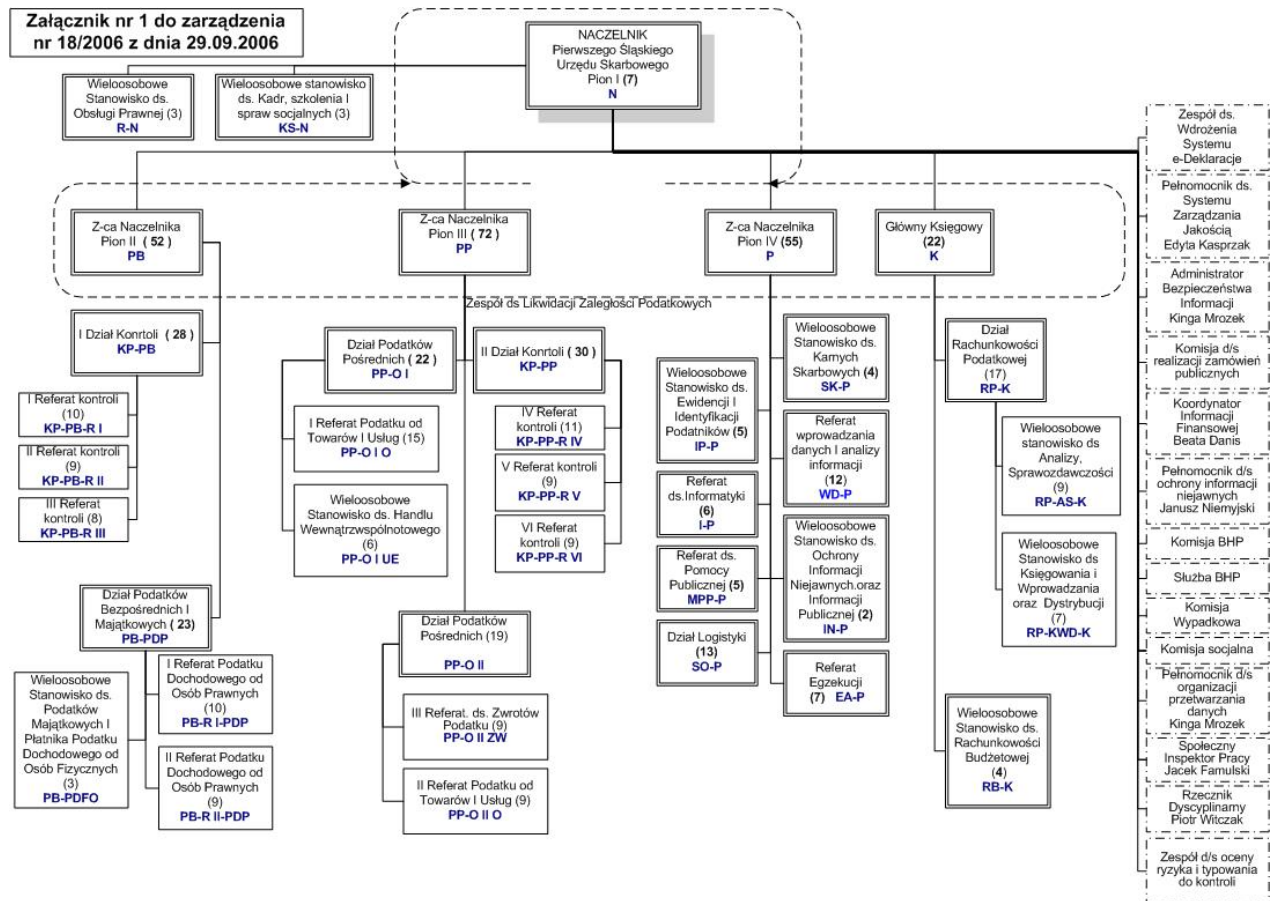 Załącznik nr 1 do zarządzenia
nr 18/2006 z dnia 29.09.2006
NACZELNIK
Pierwszego Śląskiego
Urzędu Skarbowego
Pion I (7)
N
Wieloosobowe
Stanowisko ds.
Obsługi Prawnej (3)
R-N
Wieloosobowe stanowisko
ds. Kadr, szkolenia I
spraw socjalnych (3)
KS-N
Z-ca Naczelnika
Pion II ( 52 )
PB
Z-ca Naczelnika
Pion III ( 72 )
PP
Z-ca Naczelnika
Pion IV (55)
P
Główny Księgowy
(22)
K
Zespół ds Likwidacji Zaległości Podatkowych
I Dział Konrtoli ( 28 )
KP-PB
I Referat kontroli
(10)
KP-PB-R I
II Referat kontroli
(9)
KP-PB-R II
III Referat
kontroli (8)
KP-PB-R III
Dział Podatków
Bezpośrednich I
Majątkowych ( 23)
PB-PDP
Wieloosobowe
Stanowisko ds.
Podatków
Majątkowych I
Płatnika Podatku
Dochodowego od
Osób Fizycznych
(3)
PB-PDFO
I Referat Podatku
Dochodowego od
Osób Prawnych
(10)
PB-R I-PDP
II Referat Podatku
Dochodowego od
Osób Prawnych
(9)
PB-R II-PDP
Dział Podatków
Pośrednich ( 22 )
PP-O I
I Referat Podatku od
Towarów I Usług (15)
PP-O I O
Wieloosobowe
Stanowisko ds. Handlu
Wewnątrzwspólnotowego
(6)
PP-O I UE
II Dział Konrtoli ( 30 )
KP-PP
IV Referat
kontroli (11)
KP-PP-R IV
V Referat kontroli
(9)
KP-PP-R V
VI Referat
kontroli (9)
KP-PP-R VI
Dział Podatków
Pośrednich (19)
PP-O II
III Referat. ds. Zwrotów
Podatku (9)
PP-O II ZW
II Referat Podatku od
Towarów I Usług (9)
PP-O II O
Wieloosobowe
Stanowisko ds.
Ewidencji I
Identyfikacji
Podatników (5)
IP-P
Referat
ds.Informatyki
(6)
I-P
Referat ds.
Pomocy
Publicznej (5)
MPP-P
Dział Logistyki
(13)
SO-P
Wieloosobowe
Stanowisko ds.
Karnych
Skarbowych (4)
SK-P
Referat
wprowadzania
danych I analizy
informacji
(12)
WD-P
Wieloosobowe
Stanowisko ds.
Ochrony
Informacji
Niejawnych.oraz
Informacji
Publicznej (2)
IN-P
Referat
Egzekucji
(7) EA-P
Dział
Rachunkowości
Podatkowej
(17)
RP-K
Wieloosobowe
stanowisko ds
Analizy,
Sprawozdawczości
(9)
RP-AS-K
Wieloosobowe
Stanowisko ds
Księgowania i
Wprowadzania
oraz Dystrybucji
(7)
RP-KWD-K
Wieloosobowe
Stanowisko ds.
Rachunkowości
Budżetowej
(4)
RB-K
Zespół ds.
Wdrożenia
Systemu
e-Deklaracje
Pełnomocnik ds.
Systemu
Zarządzania
Jakością
Edyta Kasprzak
Administrator
Bezpieczeństwa
Informacji
Kinga Mrozek
Komisja d/s
realizacji zamówień
publicznych
Koordynator
Informacji
Finansowej
Beata Danis
Pełnomocnik d/s
ochrony informacji
niejawnych
Janusz Niemyjski
Komisja BHP
Służba BHP
Komisja
Wypadkowa
Komisja socjalna
Pełnomocnik d/s
organizacji
przetwarzania
danych
Kinga Mrozek
Społeczny
Inspektor Pracy
Jacek Famulski
Rzecznik
Dyscyplinarny
Piotr Witczak
Zespół d/s oceny
ryzyka i typowania
do kontroli